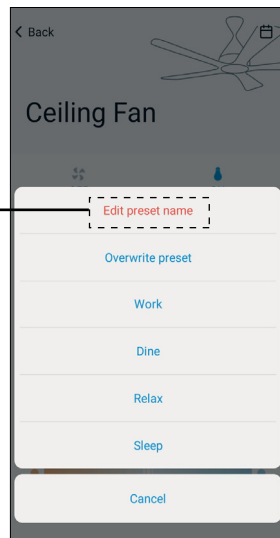 Back
Ceiling Fan
Edit preset name
Overwrite preset
Work
Dine
Relax
Sleep
Cancel